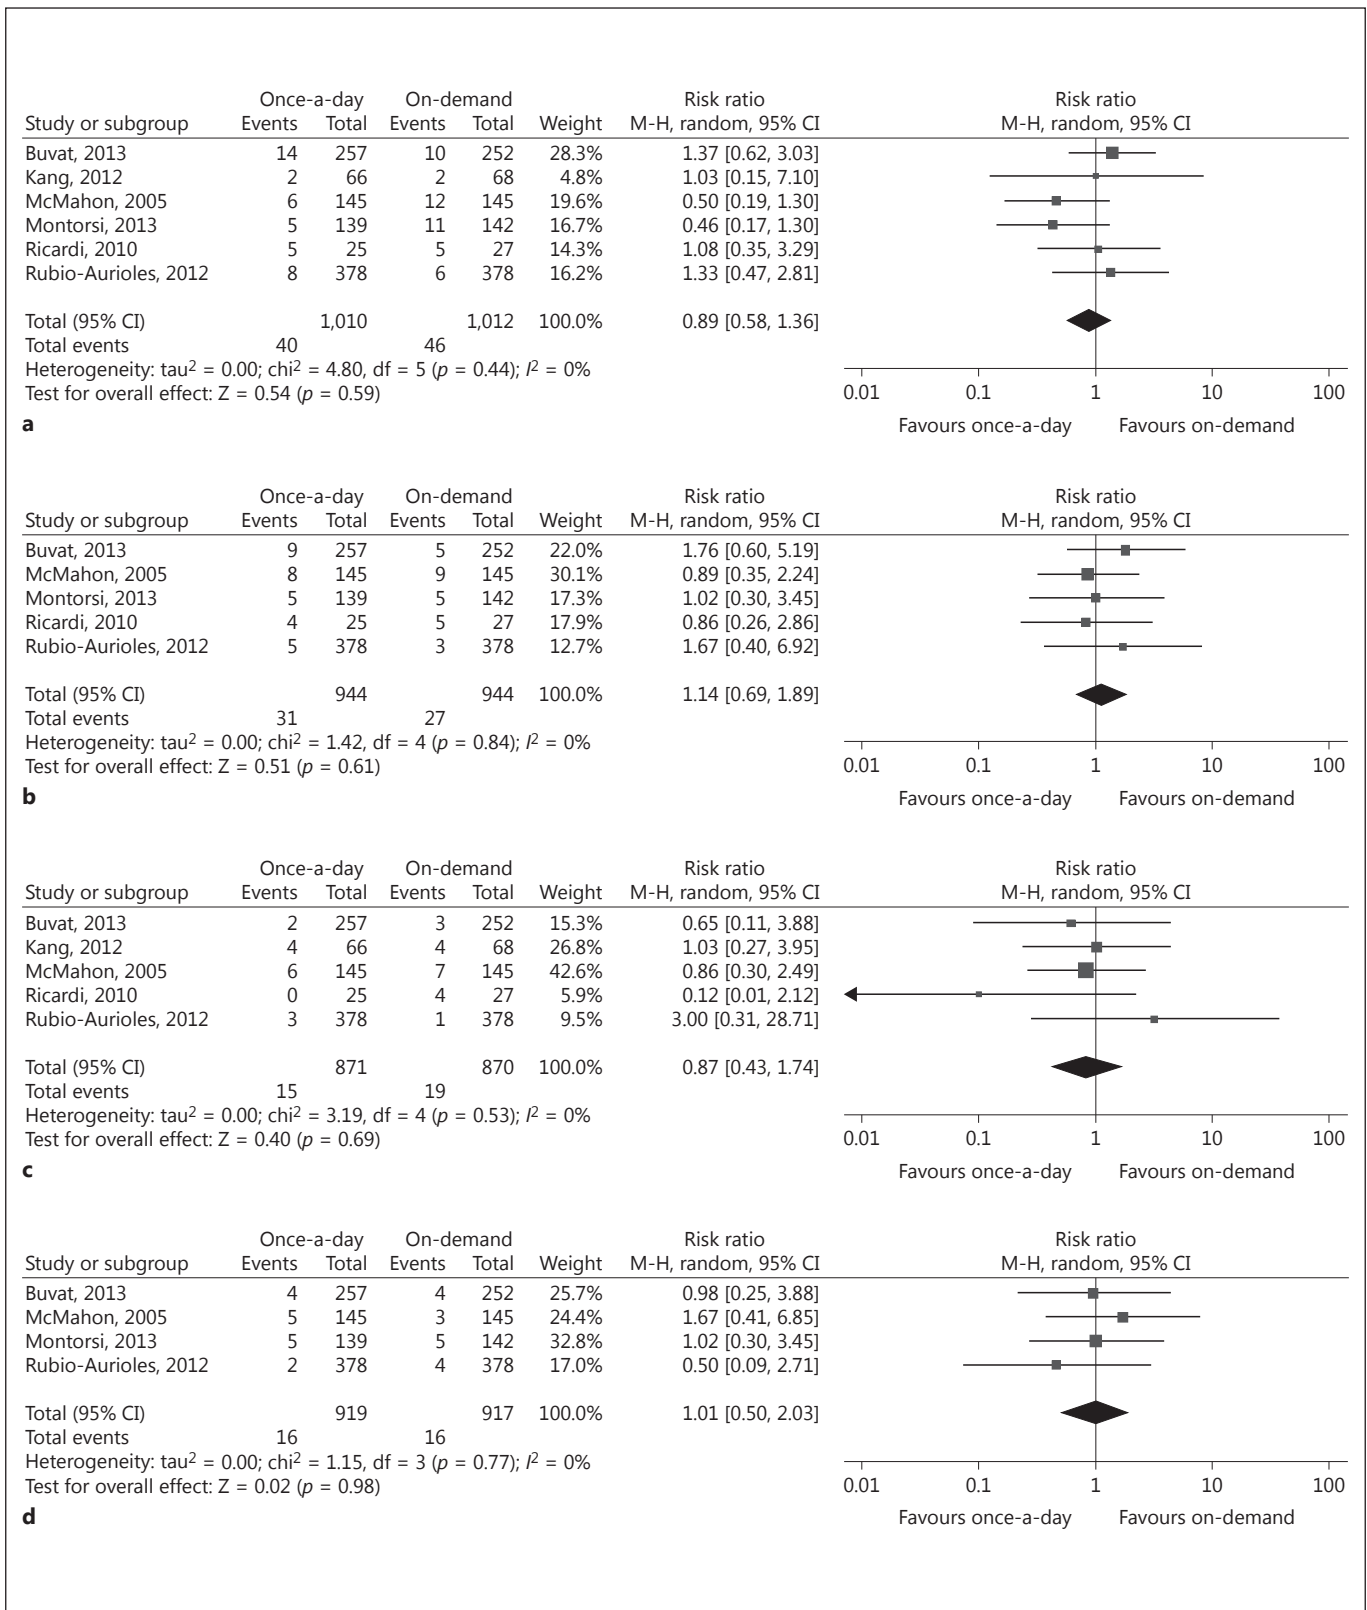 Once-a-day On-demand Risk ratio Risk ratio
Study or subgroup Events Total Events Total Weight M-H, random, 95% CI M-H, random, 95% CI
Buvat, 2013 14 257 10 252 28.3% 1.37 [0.62, 3.03]
Kang, 2012 2 66 2 68 4.8% 1.03 [0.15, 7.10]
McMahon, 2005 6 145 12 145 19.6% 0.50 [0.19, 1.30]
Montorsi, 2013 5 139 11 142 16.7% 0.46 [0.17, 1.30]
Ricardi, 2010 5 25 5 27 14.3% 1.08 [0.35, 3.29]
Rubio-Aurioles, 2012 8 378 6 378 16.2% 1.33 [0.47, 2.81]
Total (95% CI) 1,010 1,012 100.0% 0.89 [0.58, 1.36]
Total events 40 46
Heterogeneity: tau² = 0.00; chi² = 4.80, df = 5 (p = 0.44); I² = 0%
Test for overall effect: Z = 0.54 (p = 0.59)
0.01 0.1 1 10 100
a Favours once-a-day Favours on-demand
Once-a-day On-demand Risk ratio Risk ratio
Study or subgroup Events Total Events Total Weight M-H, random, 95% CI M-H, random, 95% CI
Buvat, 2013 9 257 5 252 22.0% 1.76 [0.60, 5.19]
McMahon, 2005 8 145 9 145 30.1% 0.89 [0.35, 2.24]
Montorsi, 2013 5 139 5 142 17.3% 1.02 [0.30, 3.45]
Ricardi, 2010 4 25 5 27 17.9% 0.86 [0.26, 2.86]
Rubio-Aurioles, 2012 5 378 3 378 12.7% 1.67 [0.40, 6.92]
Total (95% CI) 944 944 100.0% 1.14 [0.69, 1.89]
Total events 31 27
Heterogeneity: tau² = 0.00; chi² = 1.42, df = 4 (p = 0.84); I² = 0%
Test for overall effect: Z = 0.51 (p = 0.61)
0.01 0.1 1 10 100
b Favours once-a-day Favours on-demand
Once-a-day On-demand Risk ratio Risk ratio
Study or subgroup Events Total Events Total Weight M-H, random, 95% CI M-H, random, 95% CI
Buvat, 2013 2 257 3 252 15.3% 0.65 [0.11, 3.88]
Kang, 2012 4 66 4 68 26.8% 1.03 [0.27, 3.95]
McMahon, 2005 6 145 7 145 42.6% 0.86 [0.30, 2.49]
Ricardi, 2010 0 25 4 27 5.9% 0.12 [0.01, 2.12]
Rubio-Aurioles, 2012 3 378 1 378 9.5% 3.00 [0.31, 28.71]
Total (95% CI) 871 870 100.0% 0.87 [0.43, 1.74]
Total events 15 19
Heterogeneity: tau² = 0.00; chi² = 3.19, df = 4 (p = 0.53); I² = 0%
Test for overall effect: Z = 0.40 (p = 0.69)
0.01 0.1 1 10 100
c Favours once-a-day Favours on-demand
Once-a-day On-demand Risk ratio Risk ratio
Study or subgroup Events Total Events Total Weight M-H, random, 95% CI M-H, random, 95% CI
Buvat, 2013 4 257 4 252 25.7% 0.98 [0.25, 3.88]
McMahon, 2005 5 145 3 145 24.4% 1.67 [0.41, 6.85]
Montorsi, 2013 5 139 5 142 32.8% 1.02 [0.30, 3.45]
Rubio-Aurioles, 2012 2 378 4 378 17.0% 0.50 [0.09, 2.71]
Total (95% CI) 919 917 100.0% 1.01 [0.50, 2.03]
Total events 16 16
Heterogeneity: tau² = 0.00; chi² = 1.15, df = 3 (p = 0.77); I² = 0%
Test for overall effect: Z = 0.02 (p = 0.98)
0.01 0.1 1 10 100
d Favours once-a-day Favours on-demand